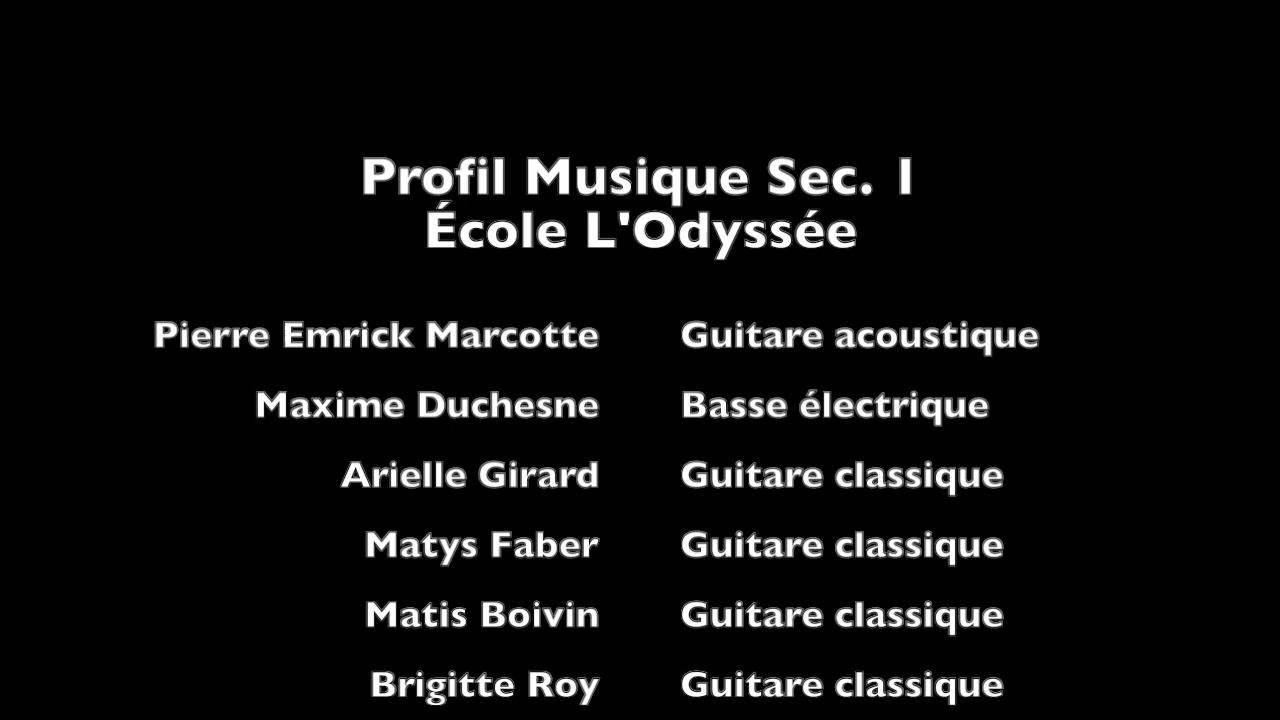 Profil Musique Sec. 1
École L'Odyssée
Pierre Emrick Marcotte Guitare acoustique
Maxime Duchesne Basse électrique
Arielle Girard Guitare classique
Matys Faber Guitare classique
Matis Boivin Guitare classique
Brigitte Roy Guitare classique